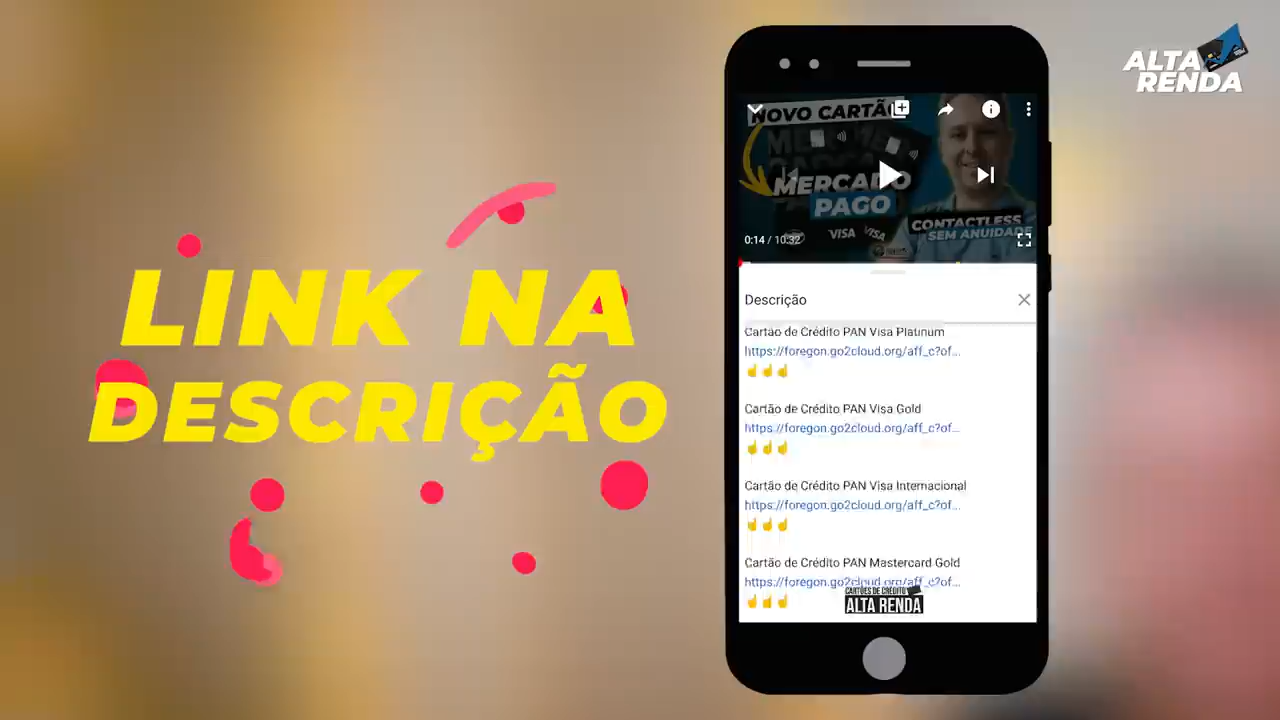 LINK NA
DESCRIÇÃO
ALTA
RENDA
NOVO CARTÃO
MERCADO
PAGO
CONTACTLESS
SEM ANUIDADE
VISA
VISA
0:14 / 10:32
Descrição
Cartão de Crédito PAN Visa Platinum
https://foregon.go2cloud.org/aff_c?of...
Cartão de Crédito PAN Visa Gold
https://foregon.go2cloud.org/aff_c?of...
Cartão de Crédito PAN Visa Internacional
https://foregon.go2cloud.org/aff_c?of...
Cartão de Crédito PAN Mastercard Gold
https://foregon.go2cloud.org/aff_c?of...
CARTÕES DE CRÉDITO
ALTA RENDA